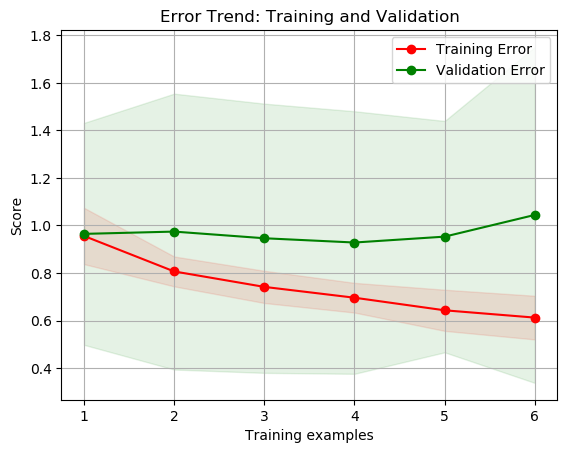 Error Trend: Training and Validation
Training Error
Validation Error
Score
1.8
1.6
1.4
1.2
1.0
0.8
0.6
0.4
1 2 3 4 5 6
Training examples